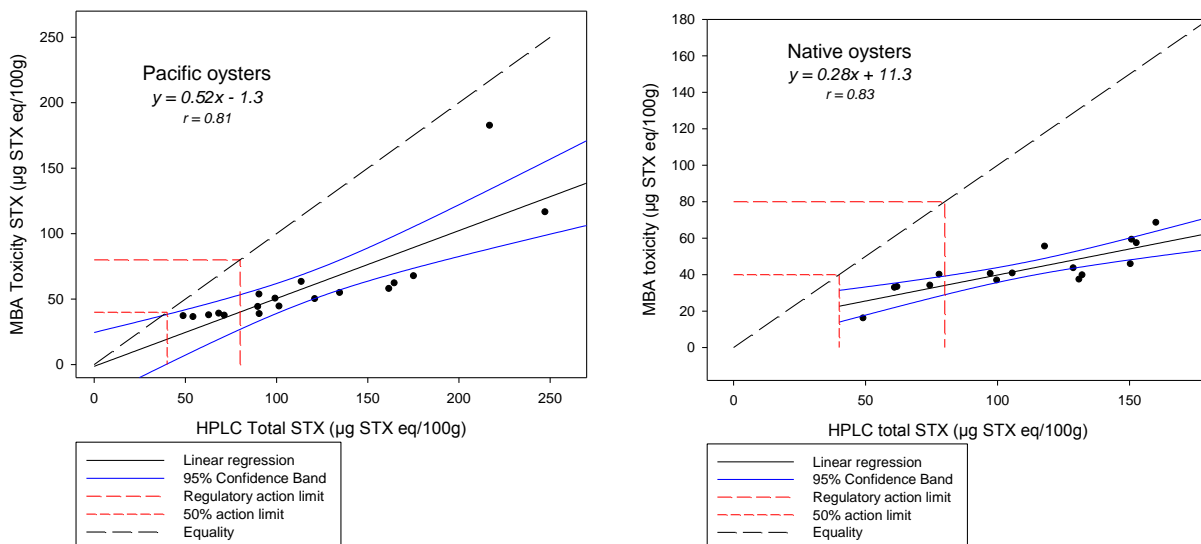 Pacific oysters
y = 0.52x - 1.3
r = 0.81
MBA Toxicity STX (µg STX eq/100g)
250
200
150
100
50
0
0 50 100 150 200 250
HPLC Total STX (µg STX eq/100g)
Linear regression
95% Confidence Band
Regulatory action limit
50% action limit
Equality
Native oysters
y = 0.28x + 11.3
r = 0.83
MBA toxicity (µg STX eq/100g)
180
160
140
120
100
80
60
40
20
0
0 50 100 150
HPLC total STX (µg STX eq/100g)
Linear regression
95% Confidence Band
Regulatory action limit
50% action limit
Equality